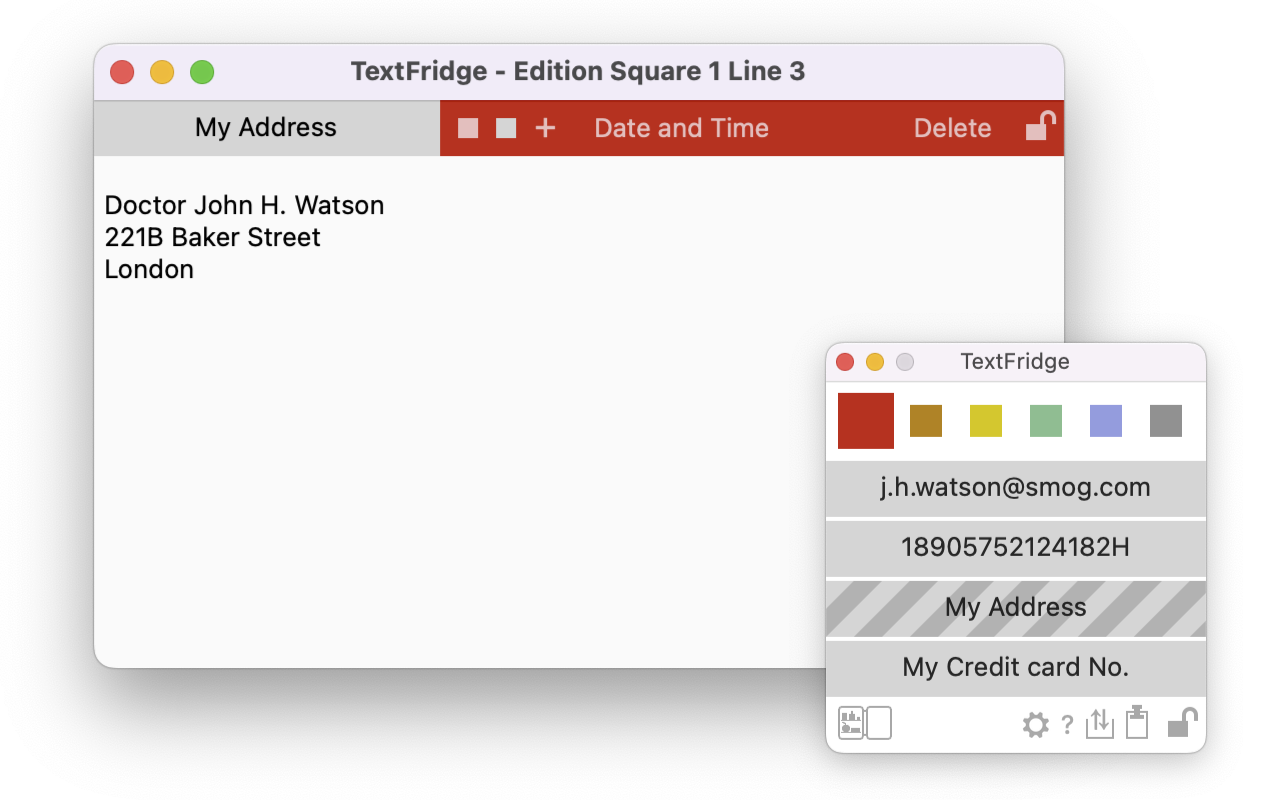 TextFridge - Edition Square 1 Line 3
My Address
+ Date and Time Delete
Doctor John H. Watson
221B Baker Street
London
TextFridge
j.h.watson@smog.com
18905752124182H
My Address
My Credit card No.
?